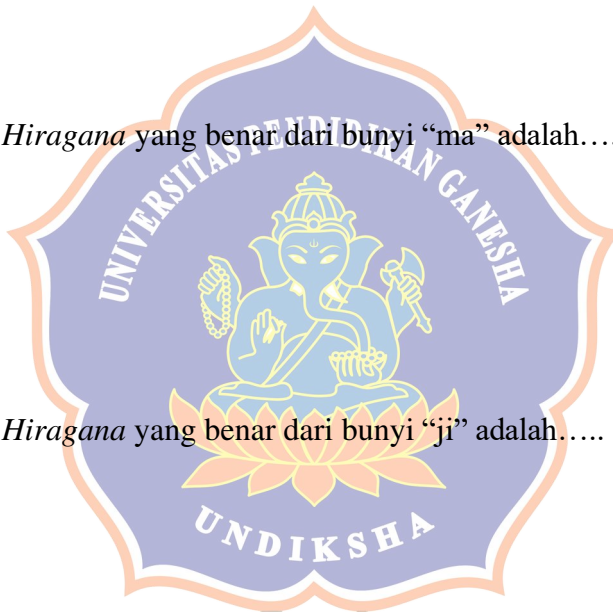 Hiragana yang benar dari bunyi “ma” adalah…..
UNIVERSITAS PENDIDIKAN GANESHA
Hiragana yang benar dari bunyi “ji” adalah…..
UNDIKSHA